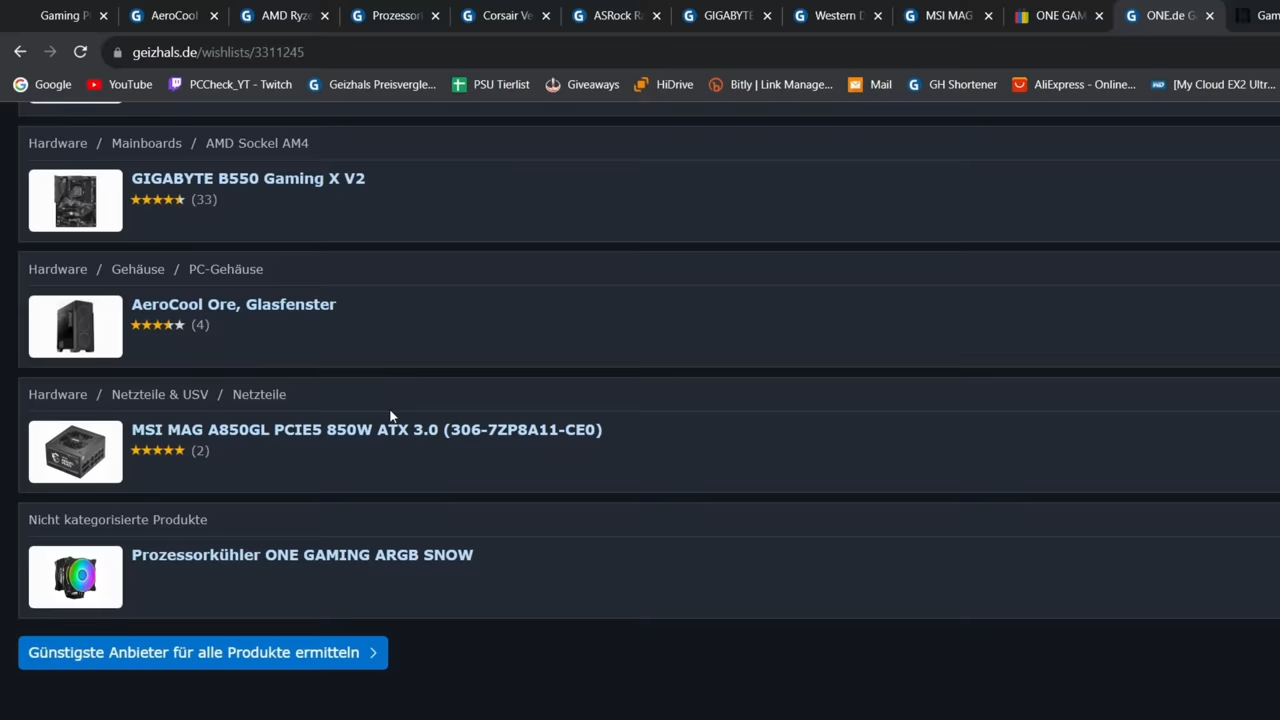 Gaming P
AeroCool
AMD Ryze
Prozessor
Corsair Ve
ASRock Ra
GIGABYTE
Western D
MSI MAG
ONE GAM
ONE.de G
Gam
geizhals.de/wishlists/3311245
Google
YouTube
PCCheck_YT - Twitch
Geizhals Preisvergle...
PSU Tierlist
Giveaways
HiDrive
Bitly | Link Manage...
Mail
GH Shortener
AliExpress - Online...
[My Cloud EX2 Ultr...
Hardware / Mainboards / AMD Sockel AM4
GIGABYTE B550 Gaming X V2
(33)
Hardware / Gehäuse / PC-Gehäuse
AeroCool Ore, Glasfenster
(4)
Hardware / Netzteile & USV / Netzteile
MSI MAG A850GL PCIE5 850W ATX 3.0 (306-7ZP8A11-CE0)
(2)
Nicht kategorisierte Produkte
Prozessorkühler ONE GAMING ARGB SNOW
Günstigste Anbieter für alle Produkte ermitteln